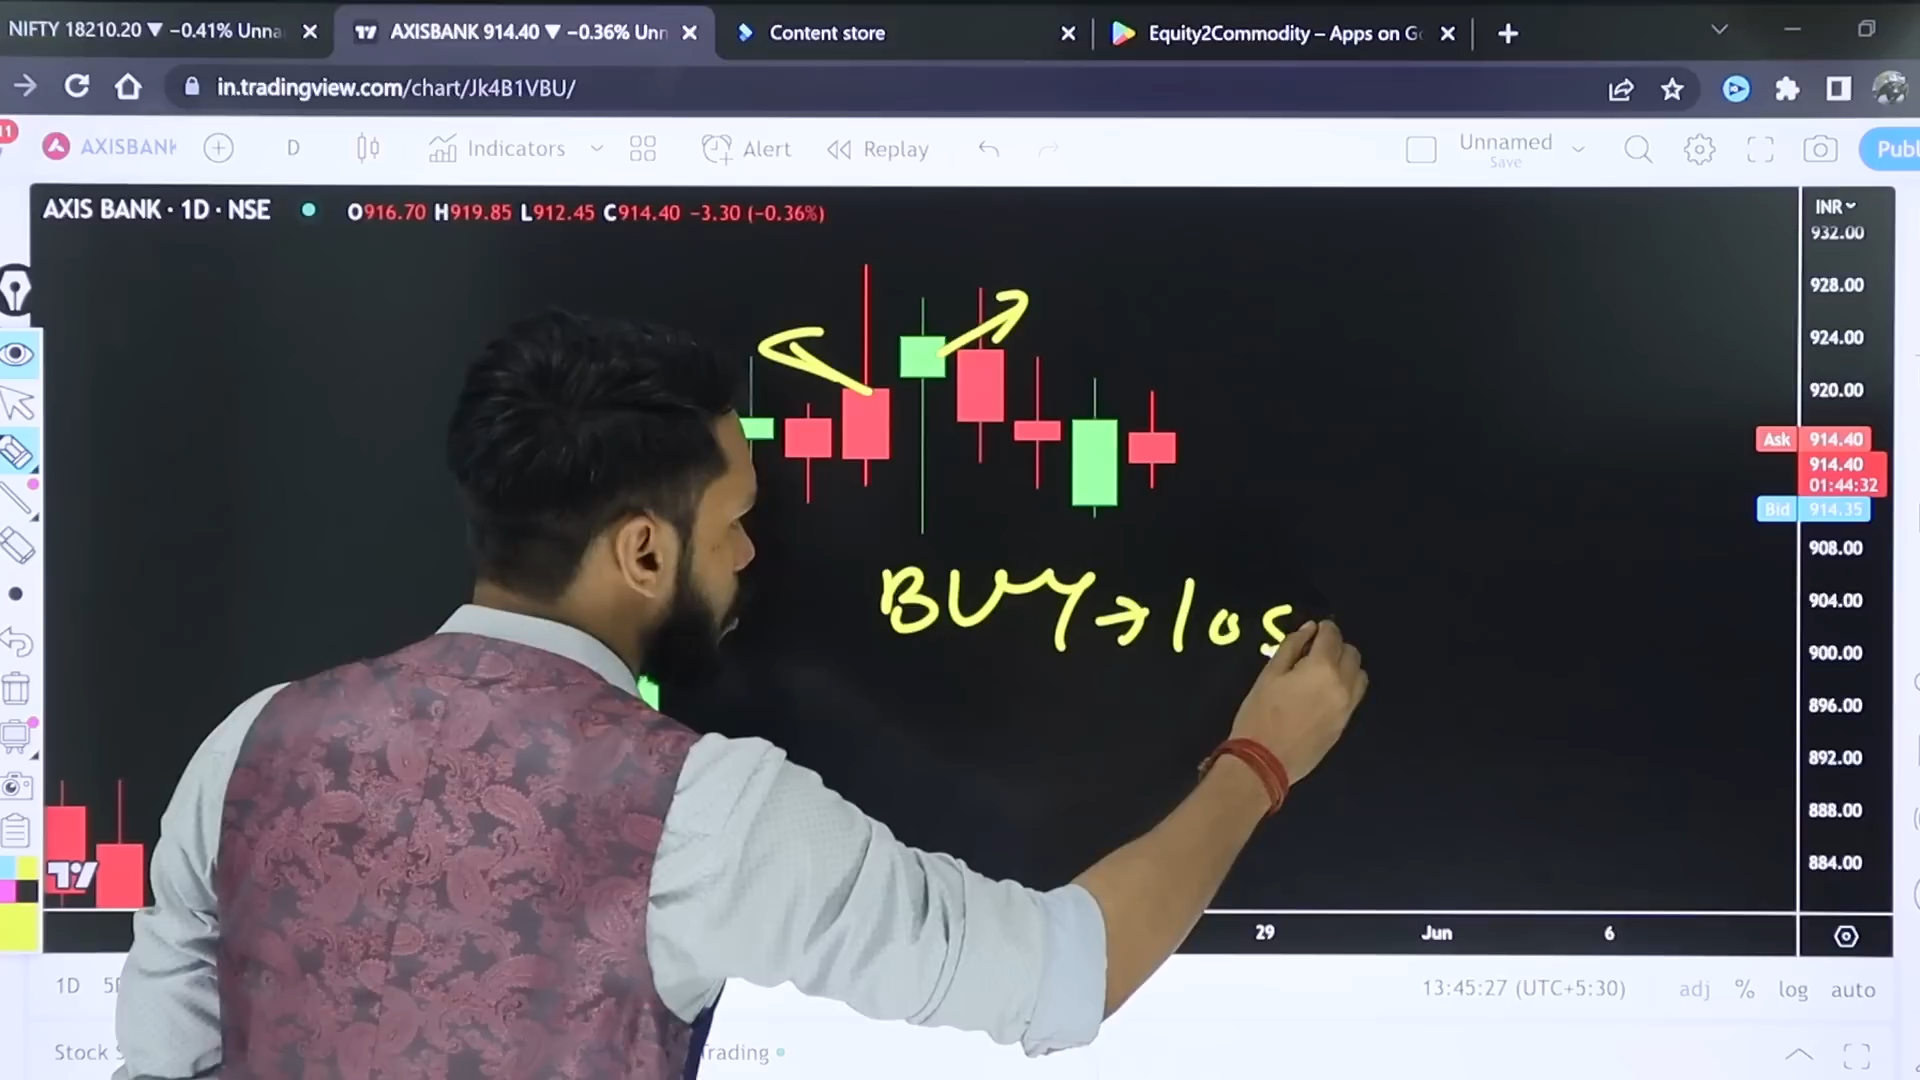 NIFTY 18210.20 ▼ −0.41% Unna
AXISBANK 914.40 ▼ −0.36% Unn
Content store
Equity2Commodity – Apps on G
in.tradingview.com/chart/Jk4B1VBU/
11
AXISBANK
D
Indicators
Alert
Replay
Unnamed
Save
Publ
AXIS BANK · 1D · NSE
O916.70 H919.85 L912.45 C914.40 −3.30 (−0.36%)
INR
932.00
928.00
924.00
920.00
Ask 914.40
914.40
01:44:32
Bid 914.35
908.00
904.00
900.00
896.00
892.00
888.00
884.00
BUY → los
29
Jun
6
1D
5
13:45:27 (UTC+5:30)
adj
%
log
auto
Stock S
Trading